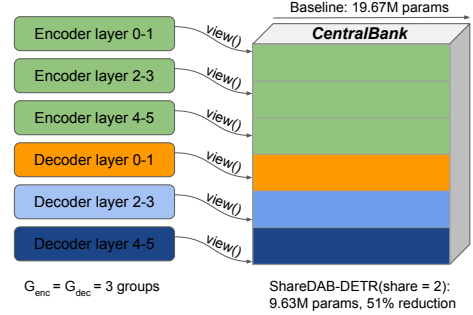 Baseline: 19.67M params
CentralBank
Encoder layer 0-1
view()
Encoder layer 2-3
view()
Encoder layer 4-5
view()
Decoder layer 0-1
view()
Decoder layer 2-3
view()
Decoder layer 4-5
view()
G_enc = G_dec = 3 groups
ShareDAB-DETR(share = 2):
9.63M params, 51% reduction